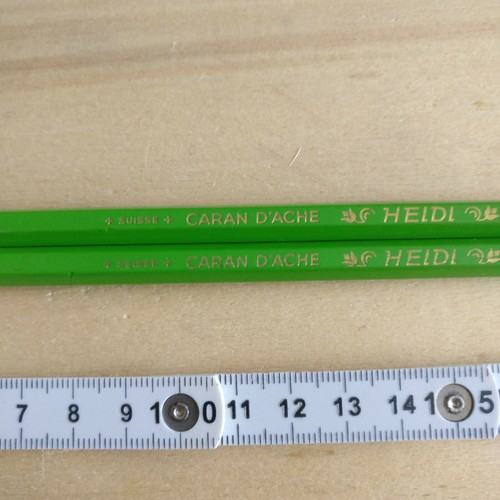 + SUISSE + CARAN D'ACHE HEIDI
+ SUISSE + CARAN D'ACHE HEIDI
7 8 9 10 11 12 13 14 15